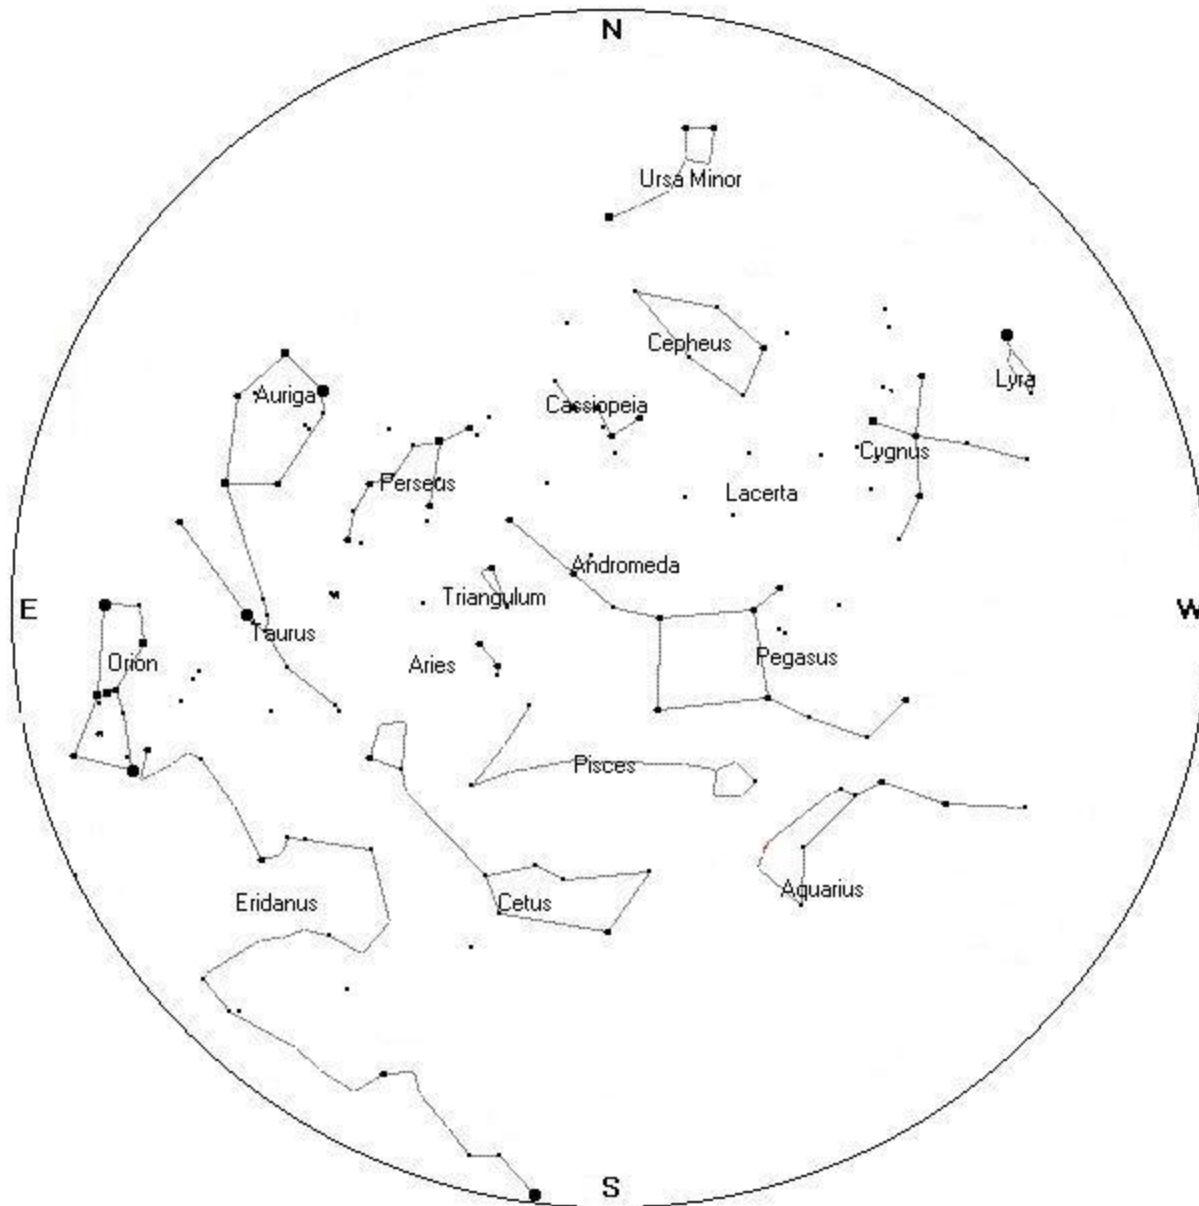 N
Ursa Minor
Cepheus
Lyra
Auriga
Cassiopeia
Cygnus
Perseus
Lacerta
Andromeda
Triangulum
E
W
Taurus
Orion
Aries
Pegasus
Pisces
Aquarius
Eridanus
Cetus
S